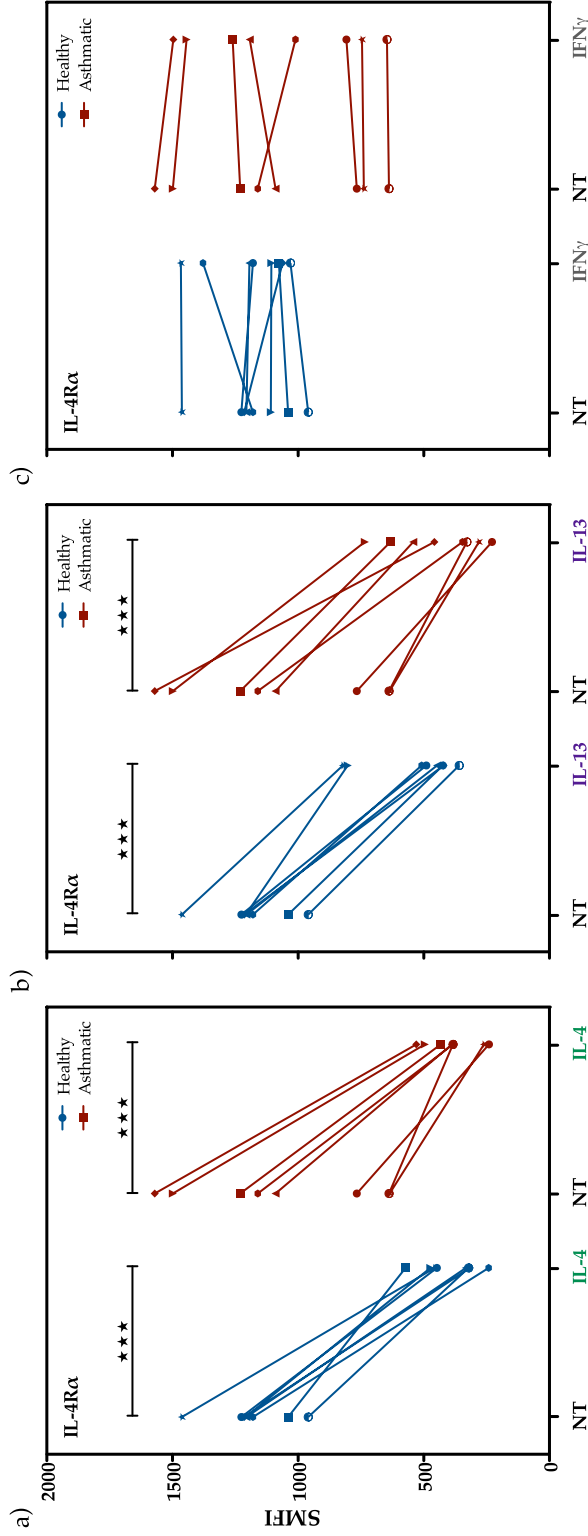 a)
IL-4Rα
Healthy
Asthmatic
★★★
★★★
2000
1500
1000
500
0
SMFI
NT
IL-4
NT
IL-4
b)
IL-4Rα
Healthy
Asthmatic
★★★
★★★
NT
IL-13
NT
IL-13
c)
IL-4Rα
Healthy
Asthmatic
NT
IFNγ
NT
IFNγ